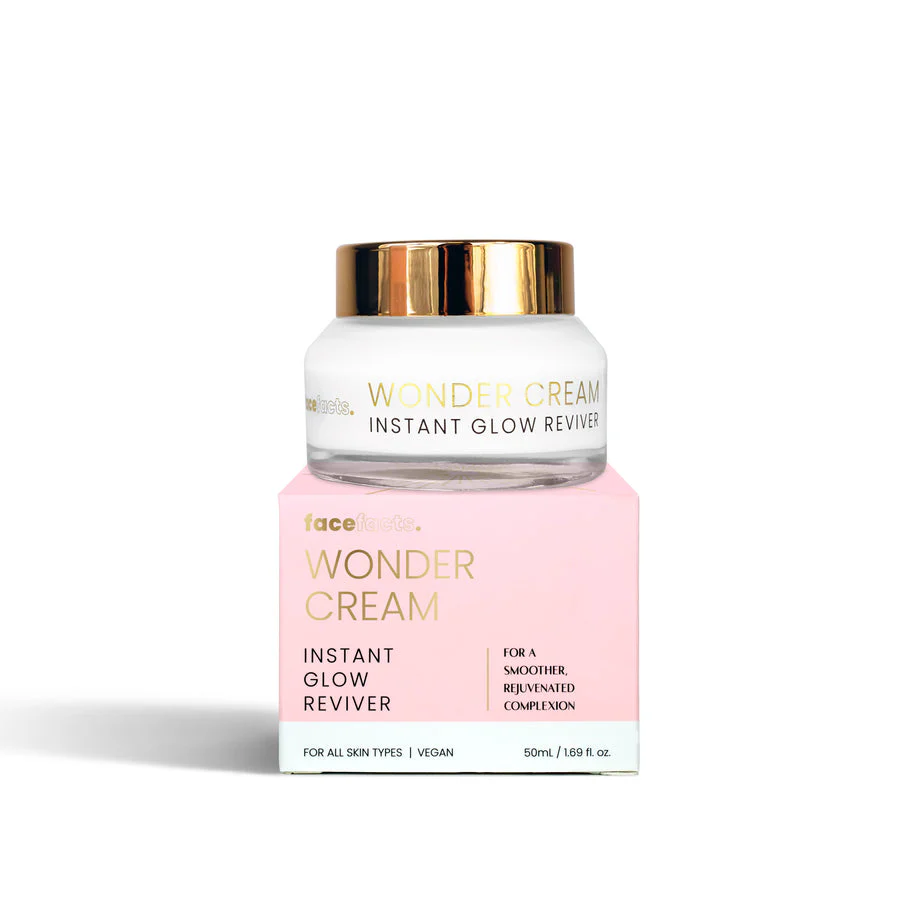 facts.
WONDER CREAM
INSTANT GLOW REVIVER
facefacts.
WONDER
CREAM
INSTANT
GLOW
REVIVER
FOR A
SMOOTHER,
REJUVENATED
COMPLEXION
FOR ALL SKIN TYPES | VEGAN
50mL / 1.69 fl. oz.